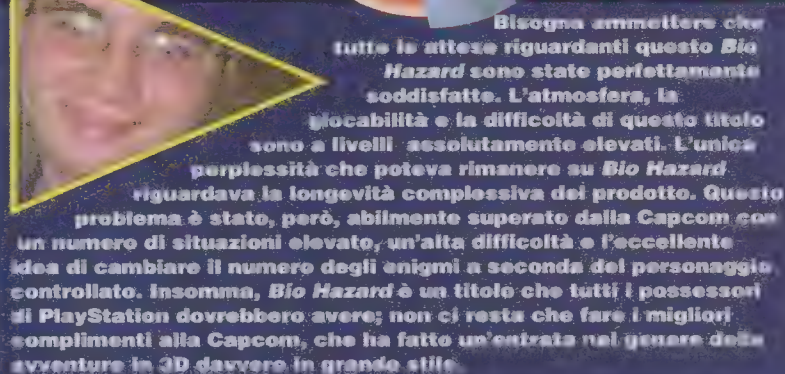 Bisogna ammettere che
tutte le attese riguardanti questo Bio
Hazard sono state perfettamente
soddisfatte. L'atmosfera, la
giocabilità e la difficoltà di questo titolo
sono a livelli assolutamente elevati. L'unica
perplessità che poteva rimanere su Bio Hazard
riguardava la longevità complessiva del prodotto. Questo
problema è stato, però, abilmente superato dalla Capcom con
un numero di situazioni elevato, un'alta difficoltà e l'eccellente
idea di cambiare il numero degli enigmi a seconda del personaggio
controllato. Insomma, Bio Hazard è un titolo che tutti i possessori
di PlayStation dovrebbero avere; non ci resta che fare i migliori
complimenti alla Capcom, che ha fatto un'entrata nel genere delle
avventure in 3D davvero in grande stile.